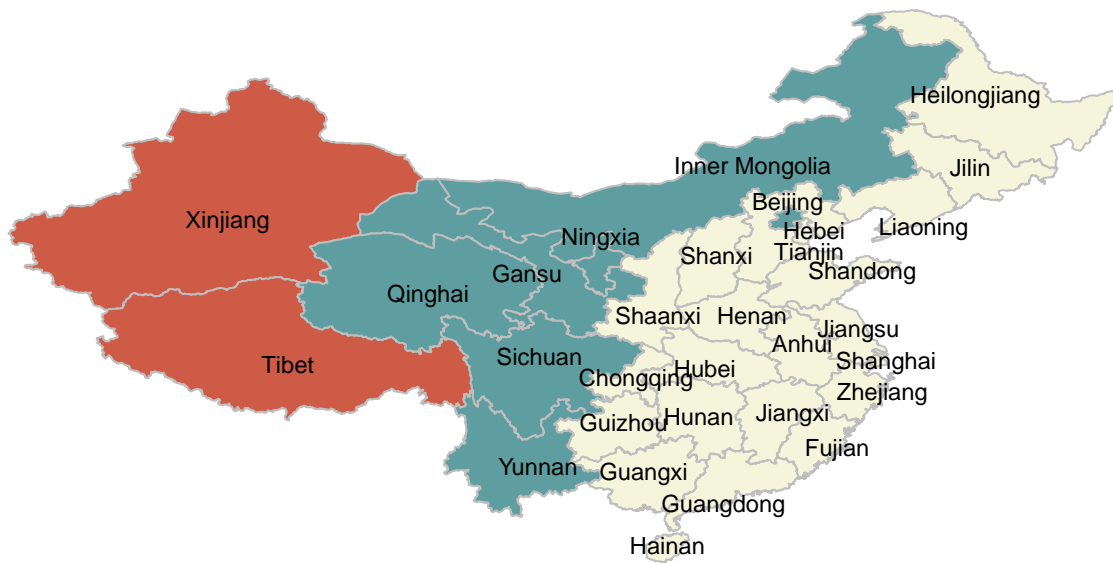 Heilongjiang
Inner Mongolia
Jilin
Beijing
Xinjiang
Hebei
Liaoning
Ningxia
Tianjin
Shanxi
Gansu
Shandong
Qinghai
Shaanxi
Henan
Jiangsu
Anhui
Sichuan
Shanghai
Tibet
Hubei
Chongqing
Zhejiang
Guizhou
Hunan
Jiangxi
Fujian
Yunnan
Guangxi
Guangdong
Hainan